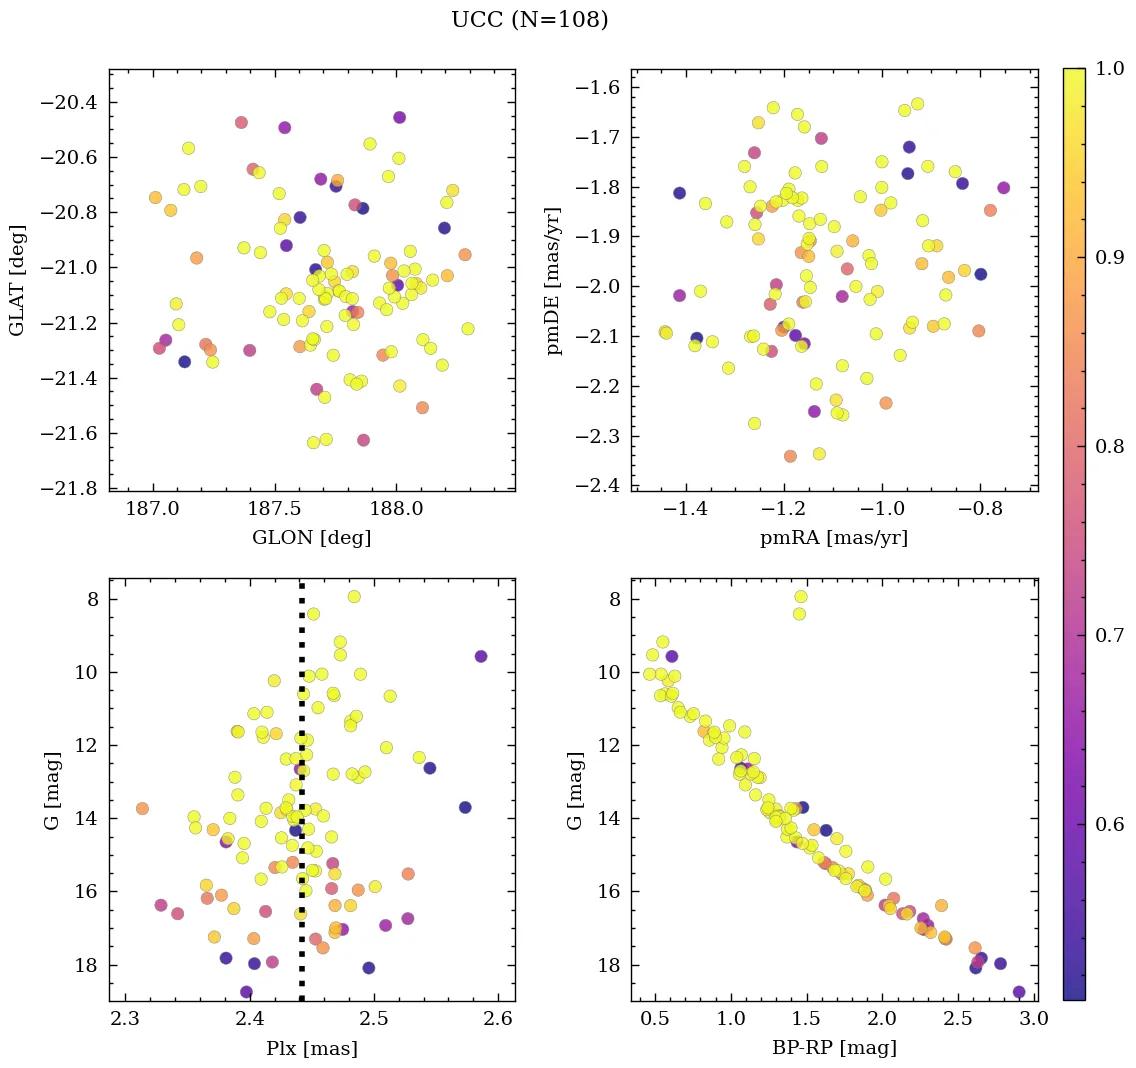 UCC (N=108)
−20.4
−20.6
−20.8
−21.0
−21.2
−21.4
−21.6
−21.8
GLAT [deg]
187.0 187.5 188.0
GLON [deg]
−1.6
−1.7
−1.8
−1.9
−2.0
−2.1
−2.2
−2.3
−2.4
pmDE [mas/yr]
−1.4 −1.2 −1.0 −0.8
pmRA [mas/yr]
1.0
0.9
0.8
0.7
0.6
8
10
12
14
16
18
G [mag]
2.3 2.4 2.5 2.6
Plx [mas]
8
10
12
14
16
18
G [mag]
0.5 1.0 1.5 2.0 2.5 3.0
BP-RP [mag]